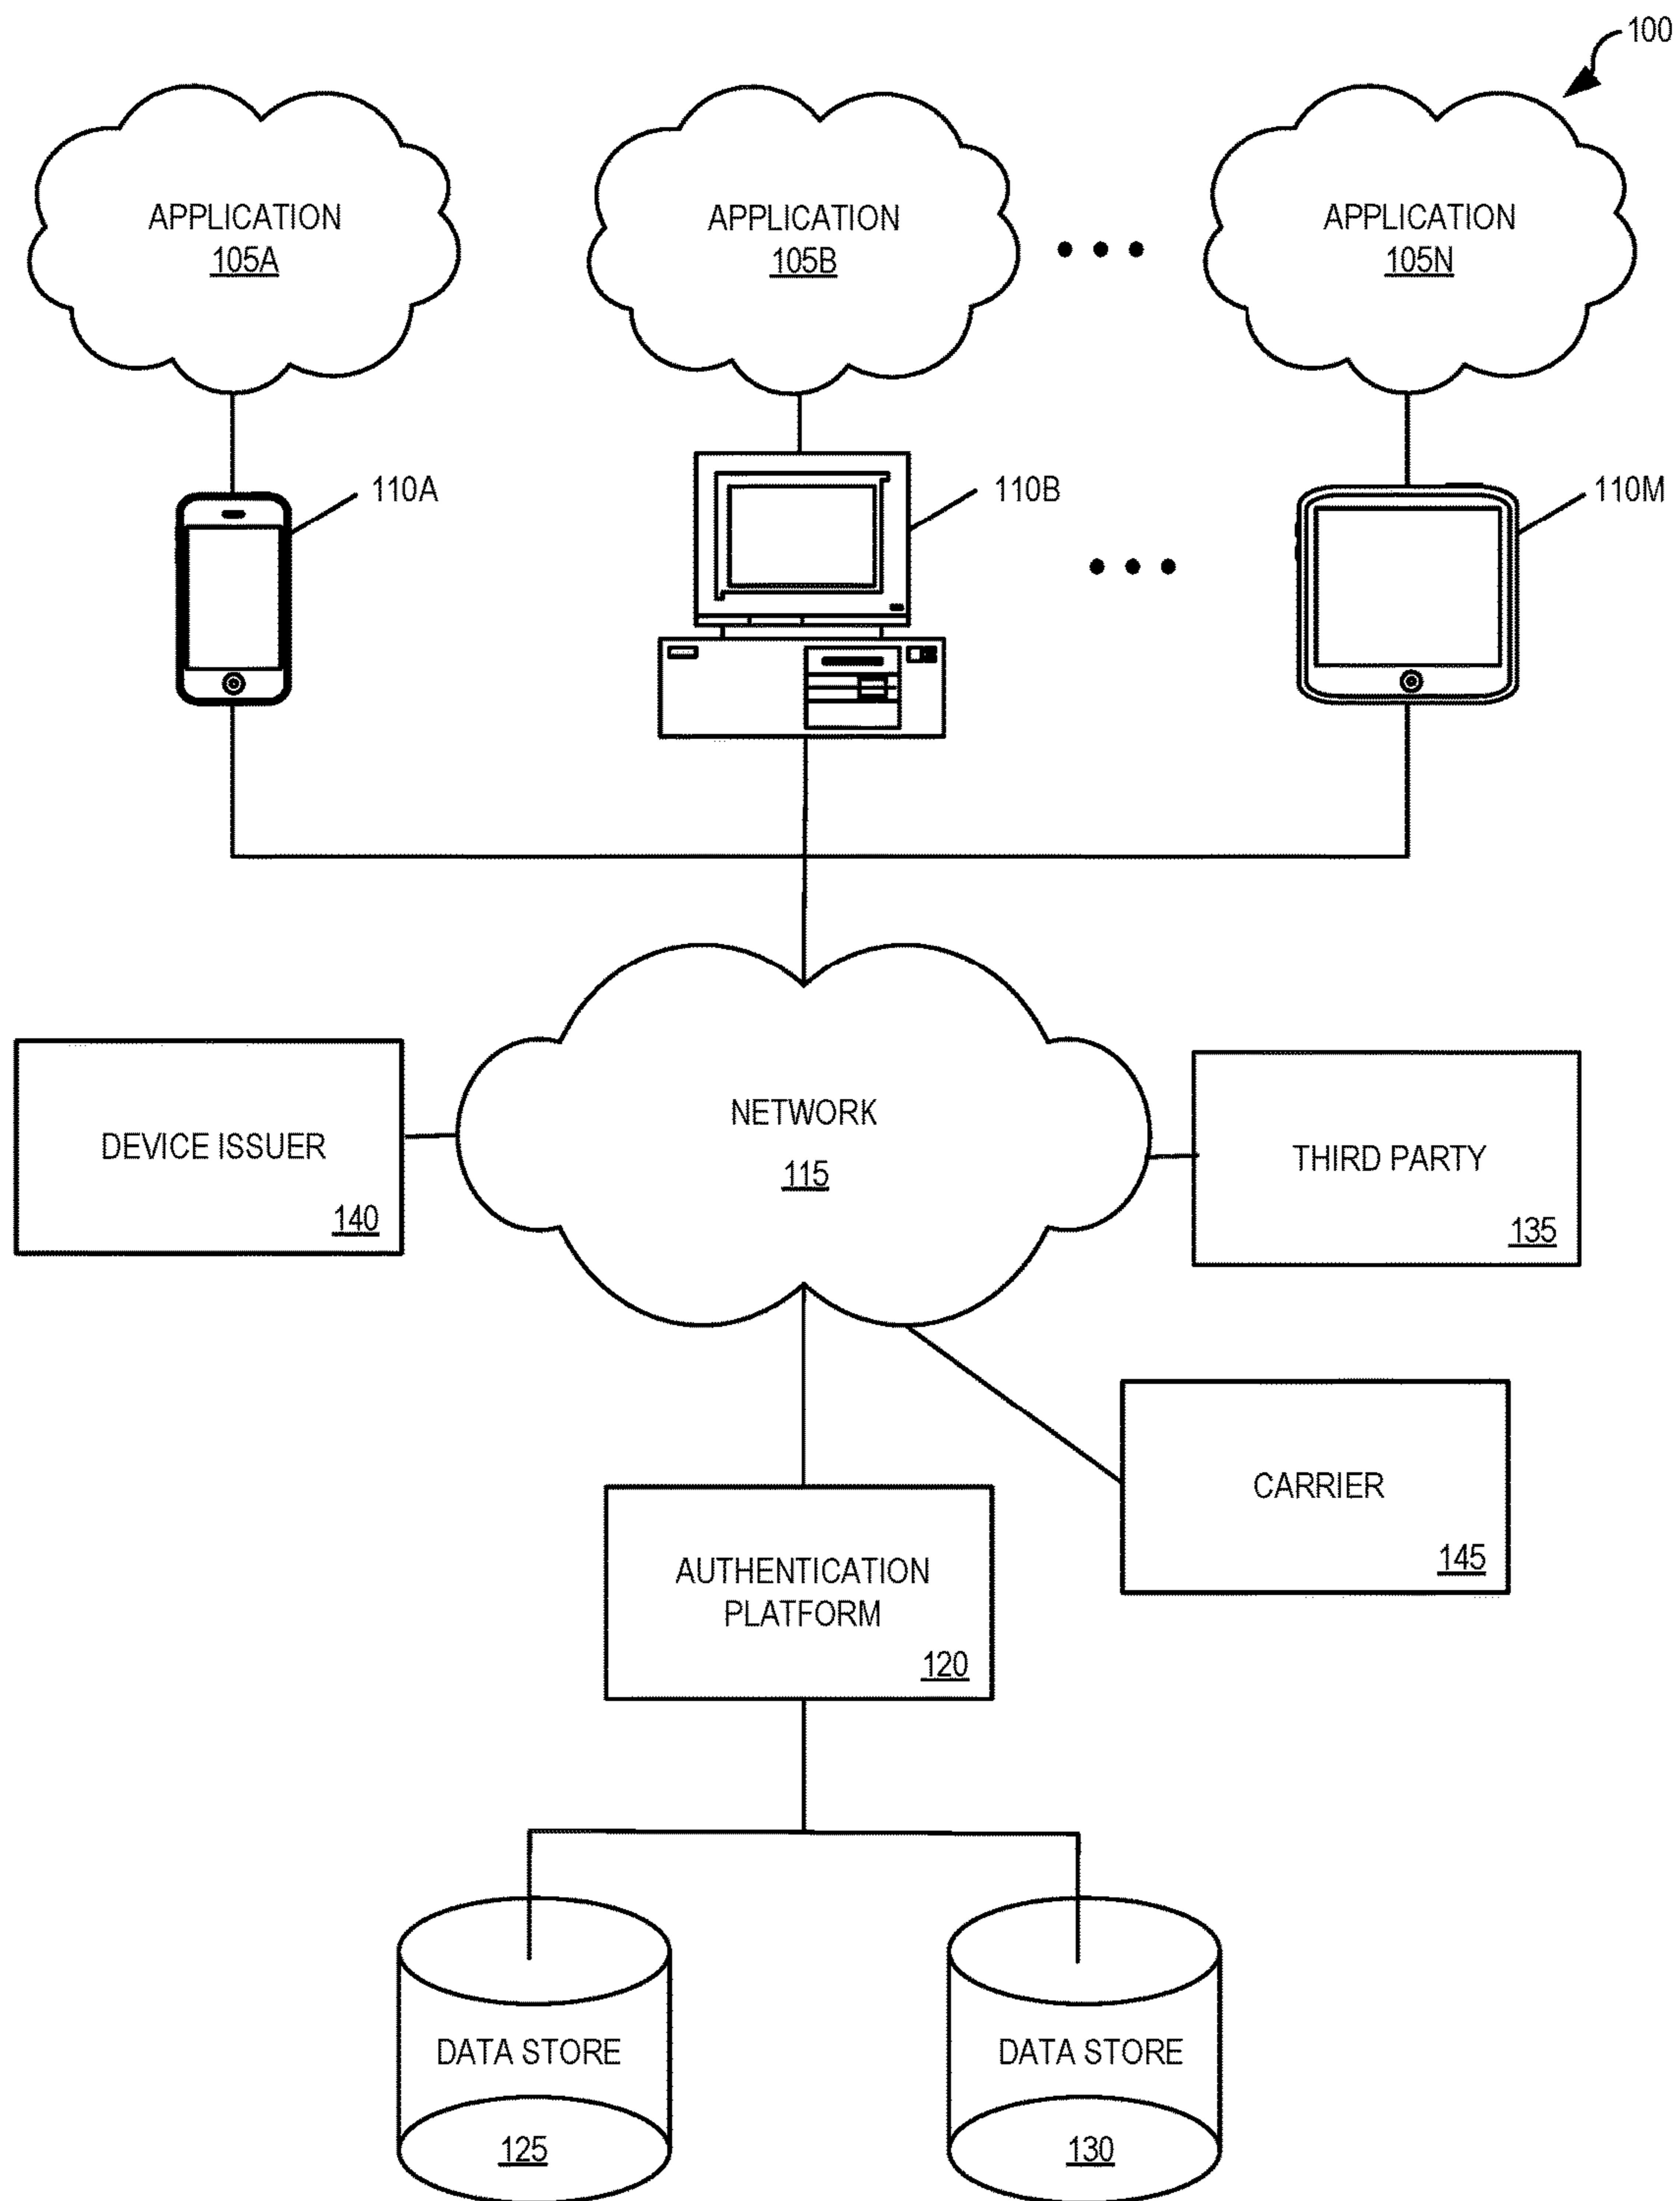 100
APPLICATION
105A
APPLICATION
105B
APPLICATION
105N
110A
110B
110M
NETWORK
115
DEVICE ISSUER
140
THIRD PARTY
135
CARRIER
145
AUTHENTICATION
PLATFORM
120
DATA STORE
125
DATA STORE
130